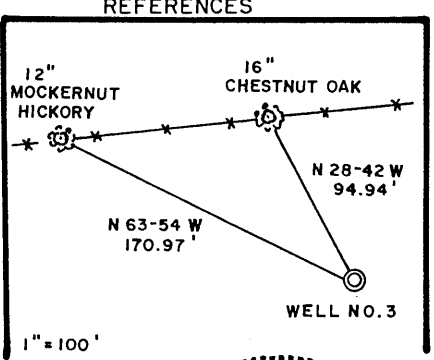 REFERENCES
12"
MOCKERNUT
HICKORY
16"
CHESTNUT OAK
N 28-42 W
94.94'
N 63-54 W
170.97'
WELL NO.3
1"=100'